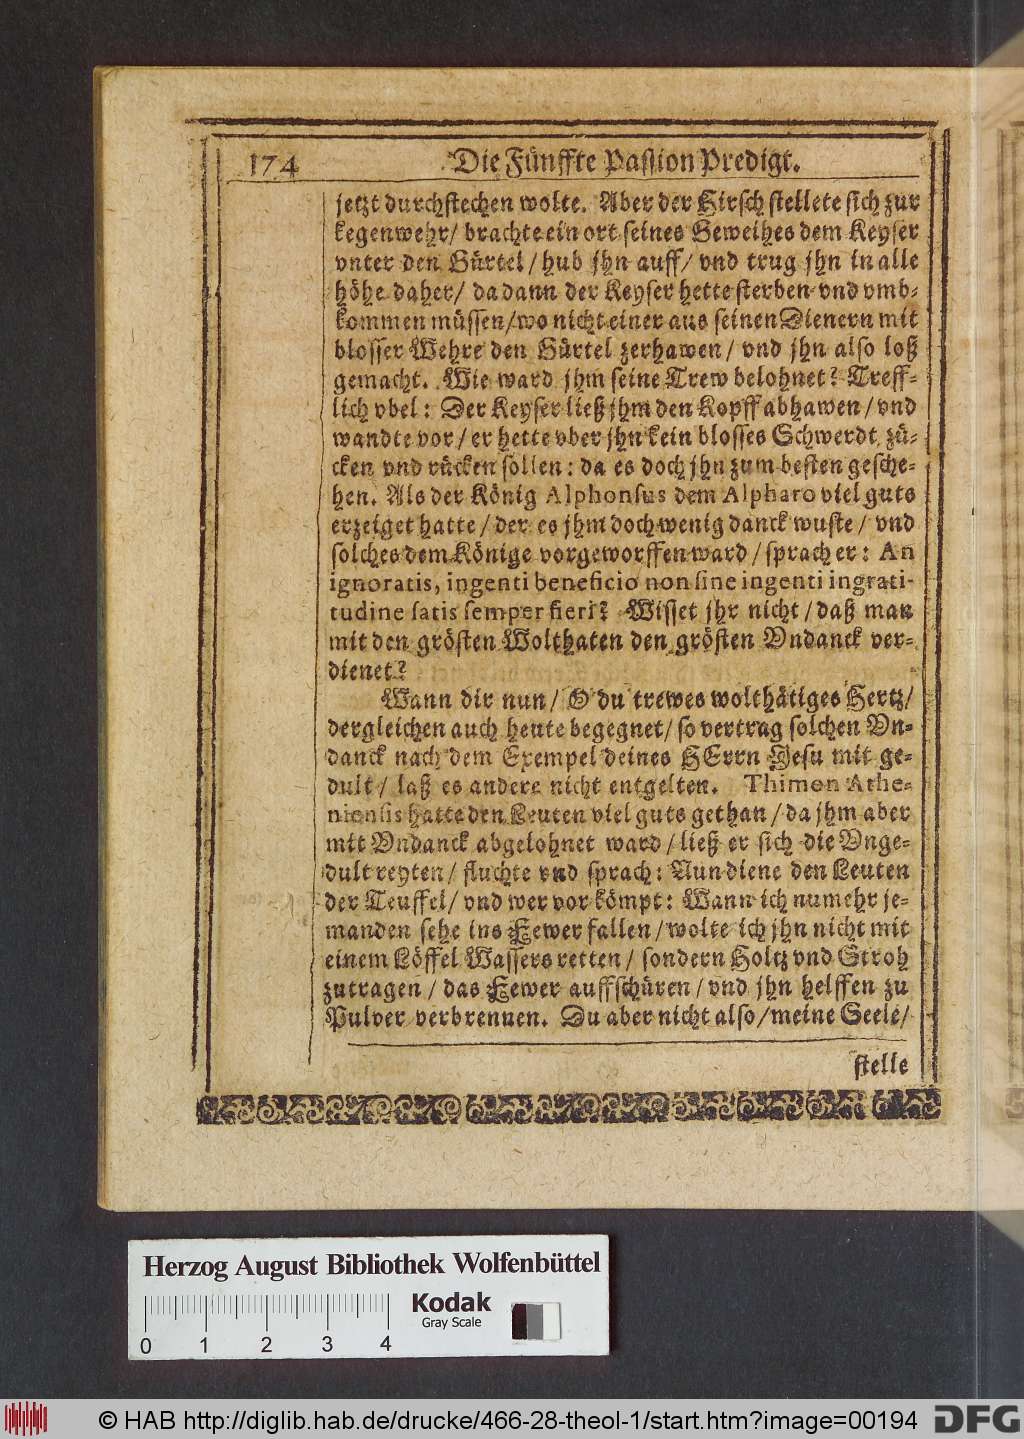 174 Die Fünffte Passion Predigt.
jetzt durchstechen wolte. Aber der Hirsch stellete sich zur
kegenwehr/ brachte ein ort seines Geweihes dem Keyser
vnter den Gürtel/ hub jhn auff/ vnd trug jhn in alle
höhe daher/ da dann der Keyser hette sterben vnd vmb-
kommen müssen/ wo nicht einer aus seinen Dienern mit
blosser Wehre den Gürtel zerhawen/ vnd jhn also loß
gemacht. Wie ward jhm seine Trew belohnet? Treff-
lich vbel: Der Keyser ließ jhm den Kopff abhawen/ vnd
wandte vor/ er hette vber jhn kein blosses Schwerdt zü-
cken vnd rücken sollen: da es doch jhn zum besten gesche-
hen. Als der König Alphonsus dem Alpharo viel guts
erzeiget hatte/ der es jhm doch wenig danck wuste/ vnd
solches dem Könige vorgeworffen ward/ sprach er: An
ignoratis, ingenti beneficio non sine ingenti ingrati-
tudine satis semper fieri? Wisset jhr nicht/ daß man
mit den grösten Wolthaten den grösten Vndanck ver-
dienet?
Wann dir nun/ O du trewes wolthätiges Hertz/
dergleichen auch heute begegnet/ so vertrag solchen Vn-
danck nach dem Exempel deines HErrn Jesu mit ge-
dult/ laß es andere nicht entgelten. Thimon Athe-
niensis hatte den Leuten viel guts gethan/ da jhm aber
mit Vndanck abgelohnet ward/ ließ er sich die Vnge-
dult reyten/ fluchte vnd sprach: Nun diene den Leuten
der Teuffel/ vnd wer vor kömpt: Wann ich numehr je-
manden sehe ins Fewer fallen/ wolte ich jhn nicht mit
einem Löffel Wassers retten/ sondern Holtz vnd Stroh
zutragen/ das Fewer auffschüren/ vnd jhn helffen zu
Pulver verbrennen. Du aber nicht also/ meine Seele/
stelle
Herzog August Bibliothek Wolfenbüttel
Kodak
Gray Scale
0 1 2 3 4
© HAB http://diglib.hab.de/drucke/466-28-theol-1/start.htm?image=00194
DFG